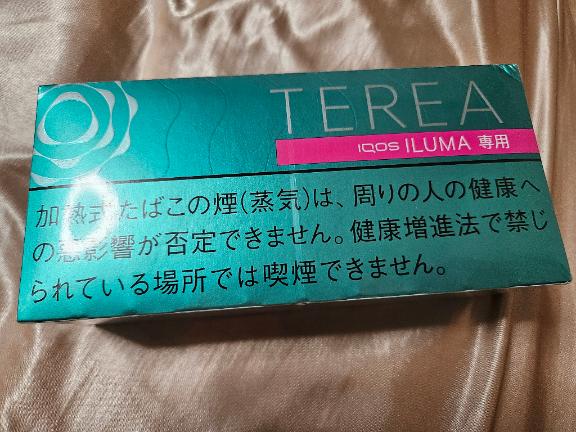 TEREA
IQOS ILUMA 専用
加熱式たばこの煙(蒸気)は、周りの人の健康へ
の悪影響が否定できません。健康増進法で禁じ
られている場所では喫煙できません。